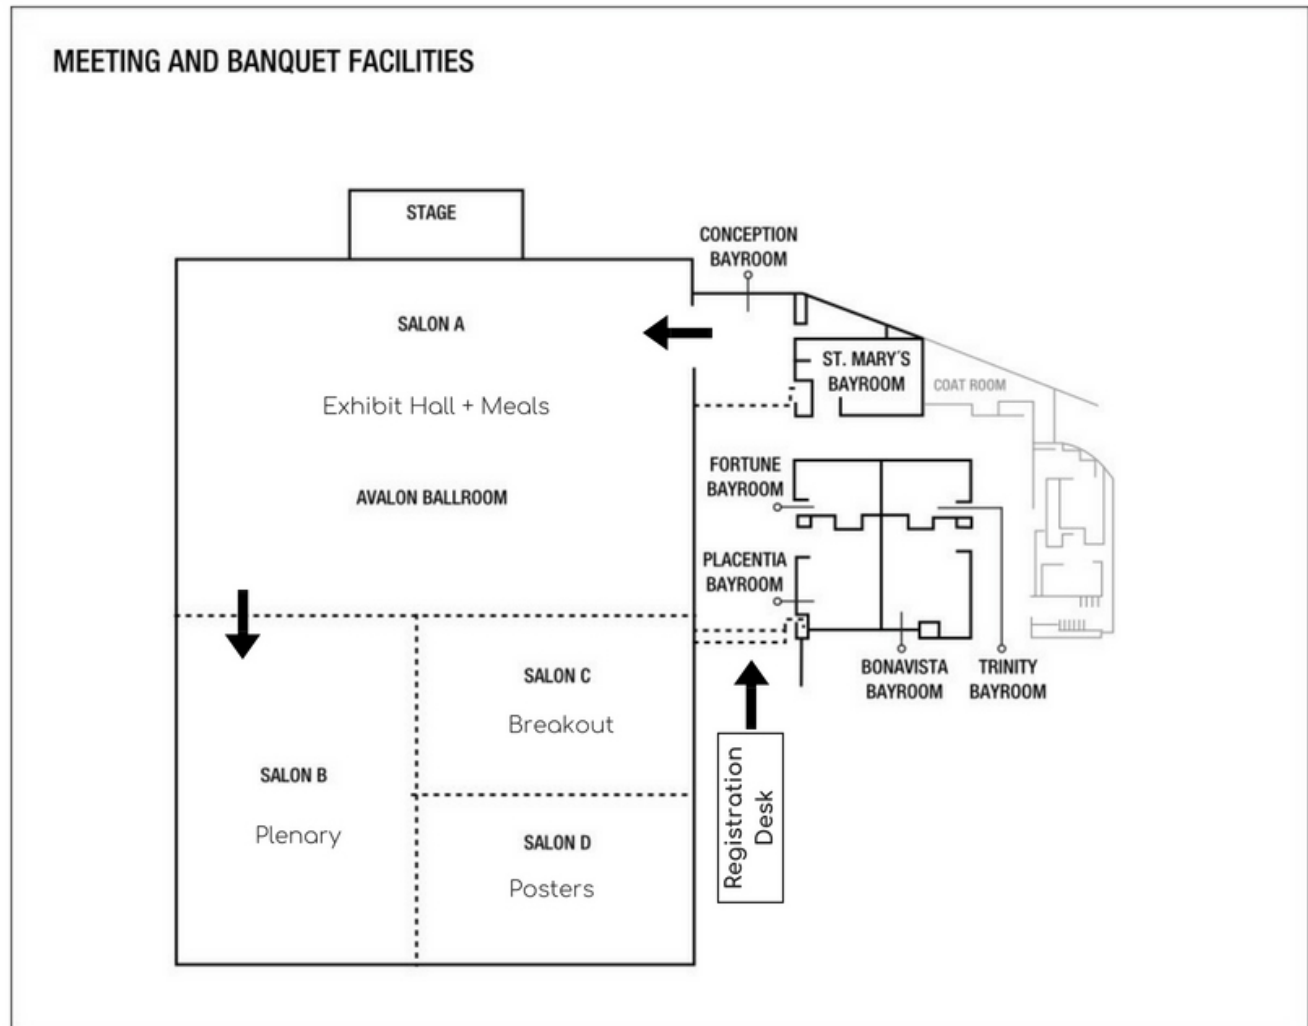 MEETING AND BANQUET FACILITIES
STAGE
CONCEPTION
BAYROOM
SALON A
ST. MARY´S
BAYROOM
COAT ROOM
Exhibit Hall + Meals
FORTUNE
BAYROOM
AVALON BALLROOM
PLACENTIA
BAYROOM
SALON C
BONAVISTA
BAYROOM
TRINITY
BAYROOM
Breakout
SALON B
Plenary
Registration
Desk
SALON D
Posters